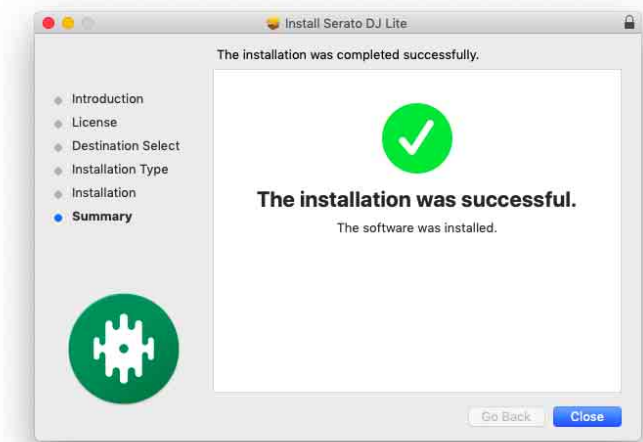 Install Serato DJ Lite
The installation was completed successfully.
Introduction
License
Destination Select
Installation Type
Installation
Summary
The installation was successful.
The software was installed.
Go Back
Close